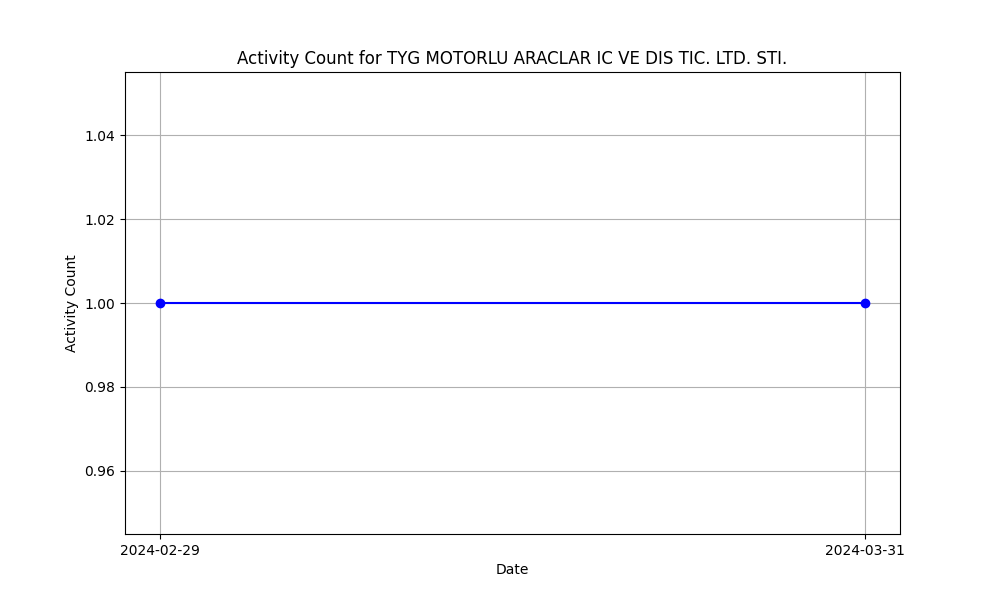 Activity Count for TYG MOTORLU ARACLAR IC VE DIS TIC. LTD. STI.
1.04
1.02
1.00
0.98
0.96
Activity Count
2024-02-29
2024-03-31
Date